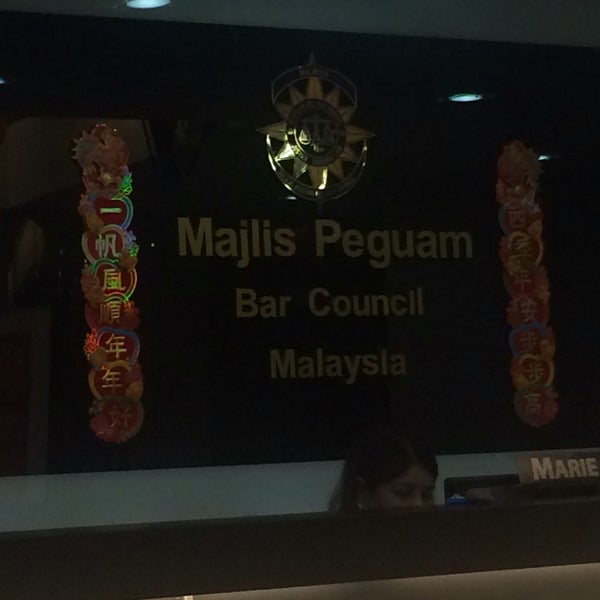 Majlis Peguam
Bar Council
Malaysia
一帆風順年年好
四季平安步步高
MARIE